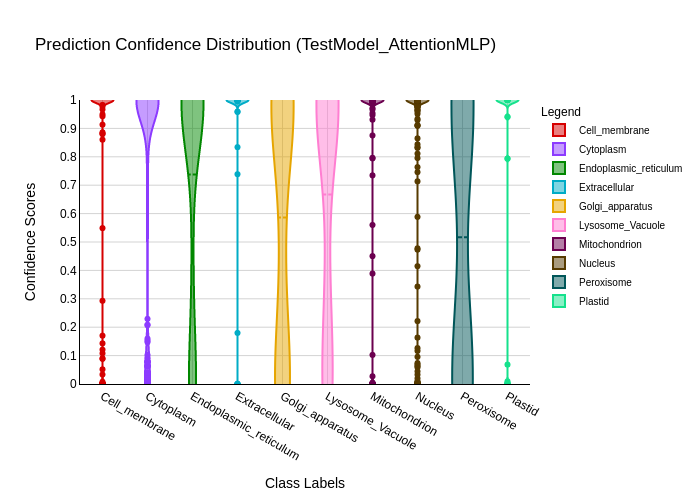 Prediction Confidence Distribution (TestModel_AttentionMLP)
Legend
Cell_membrane
Cytoplasm
Endoplasmic_reticulum
Extracellular
Golgi_apparatus
Lysosome_Vacuole
Mitochondrion
Nucleus
Peroxisome
Plastid
Confidence Scores
1
0.9
0.8
0.7
0.6
0.5
0.4
0.3
0.2
0.1
0
Cell_membrane
Cytoplasm
Endoplasmic_reticulum
Extracellular
Golgi_apparatus
Lysosome_Vacuole
Mitochondrion
Nucleus
Peroxisome
Plastid
Class Labels